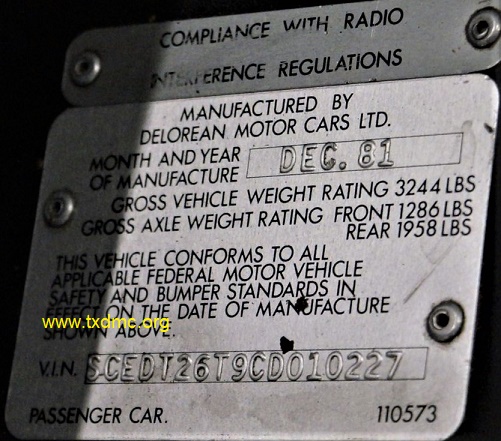 COMPLIANCE WITH RADIO
INTERFERENCE REGULATIONS
MANUFACTURED BY
DELOREAN MOTOR CARS LTD.
MONTH AND YEAR
OF MANUFACTURE DEC. 81
GROSS VEHICLE WEIGHT RATING 3244 LBS
GROSS AXLE WEIGHT RATING FRONT 1286 LBS
REAR 1958 LBS
THIS VEHICLE CONFORMS TO ALL
APPLICABLE FEDERAL MOTOR VEHICLE
SAFETY AND BUMPER STANDARDS IN
EFFECT ON THE DATE OF MANUFACTURE
www.txdmc.org
SHOWN ABOVE.
V.I.N. SCEDT26T9CD010227
PASSENGER CAR. 110573